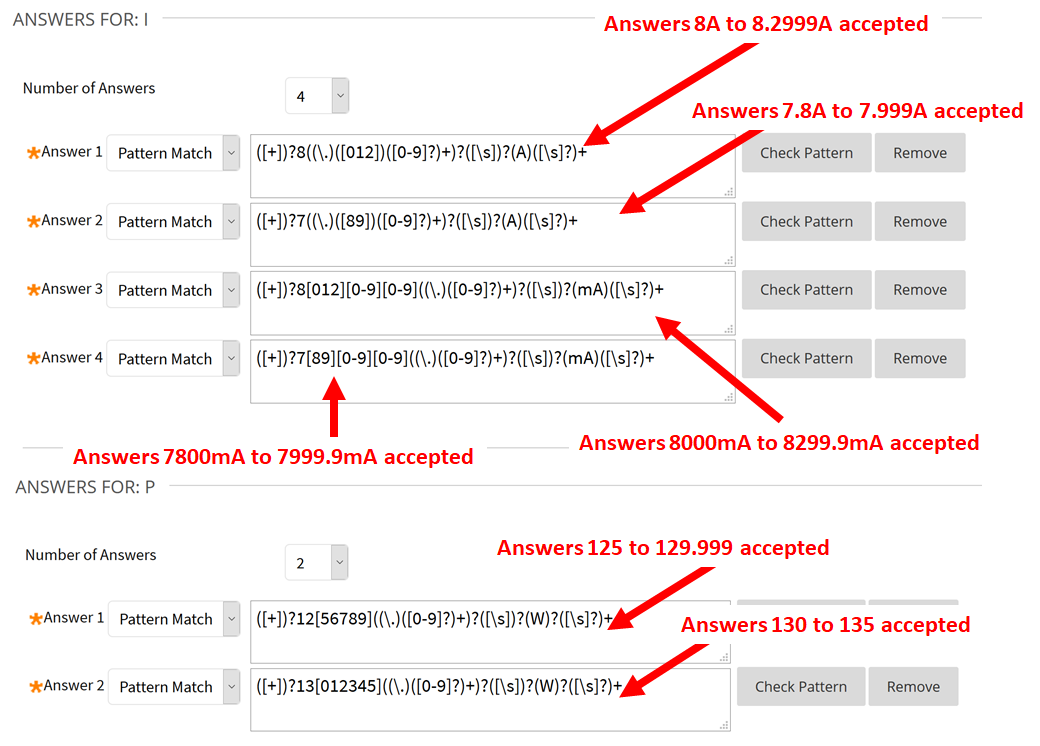 ANSWERS FOR: I
Answers 8A to 8.2999A accepted
Number of Answers
4
Answers 7.8A to 7.999A accepted
Answer 1 Pattern Match ([+])?8((\.)([012])([0-9]?)+)?([\s])?(A)([\s]?)+ Check Pattern Remove
Answer 2 Pattern Match ([+])?7((\.)([89])([0-9]?)+)?([\s])?(A)([\s]?)+ Check Pattern Remove
Answer 3 Pattern Match ([+])?8[012][0-9][0-9]((\.)([0-9]?)+)?([\s])?(mA)([\s]?)+ Check Pattern Remove
Answer 4 Pattern Match ([+])?7[89][0-9][0-9]((\.)([0-9]?)+)?([\s])?(mA)([\s]?)+ Check Pattern Remove
Answers 8000mA to 8299.9mA accepted
Answers 7800mA to 7999.9mA accepted
ANSWERS FOR: P
Number of Answers
2
Answers 125 to 129.999 accepted
Answer 1 Pattern Match ([+])?12[56789]((\.)([0-9]?)+)?([\s])?(W)?([\s]?)+
Answers 130 to 135 accepted
Answer 2 Pattern Match ([+])?13[012345]((\.)([0-9]?)+)?([\s])?(W)?([\s]?)+ Check Pattern Remove